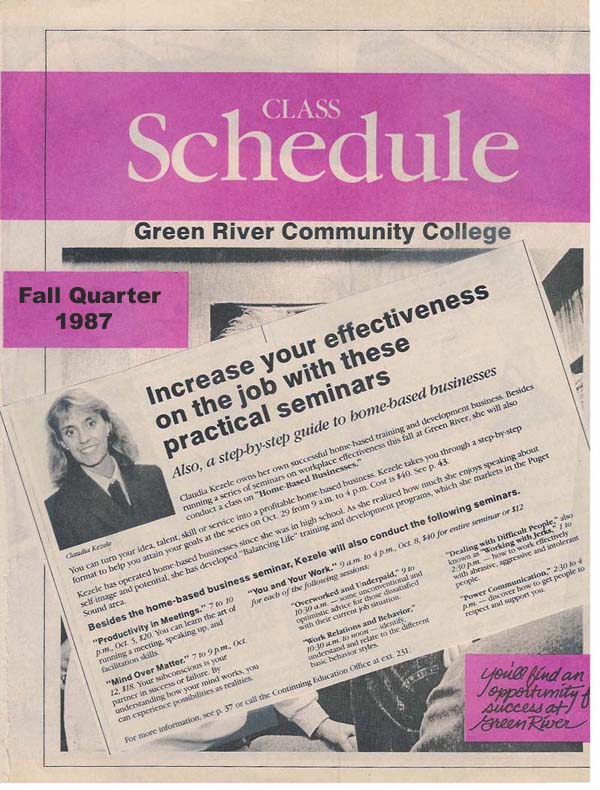 CLASS
Schedule
Green River Community College
Fall Quarter
1987
Increase your effectiveness
on the job with these
practical seminars
Also, a step-by-step guide to home-based businesses
Claudia Kezele
Claudia Kezele owns her own successful home-based training and development business. Besides
running a series of seminars on workplace effectiveness this fall at Green River, she will also
conduct a class on "Home-Based Businesses."
You can turn your idea, talent, skill or service into a profitable home-based business. Kezele takes you through a step-by-step
format to help you attain your goals at the series on Oct. 29 from 9 a.m. to 4 p.m. Cost is $40. See p. 43.
Kezele has operated home-based businesses since she was in high school. As she realized how much she enjoys speaking about
self-image and potential, she has developed "Balancing Life" training and development programs, which she markets in the Puget
Sound area.
Besides the home-based business seminar, Kezele will also conduct the following seminars.
"Productivity in Meetings," 7 to 10
p.m., Oct. 5, $20. You can learn the art of
running a meeting, speaking up, and
facilitation skills.
"Mind Over Matter." 7 to 9 p.m., Oct.
12, $18. Your subconscious is your
partner in success or failure. By
understanding how your mind works, you
can experience possibilities as realities.
"You and Your Work." 9 a.m. to 4 p.m., Oct. 8, $40 for entire seminar or $12
for each of the following sessions:
"Overworked and Underpaid," 9 to
10:30 a.m. — some unconventional and
optimistic advice for those dissatisfied
with their current job situation.
"Work Relations and Behavior,"
10:30 a.m. to noon — identify,
understand and relate to the different
basic behavior styles.
"Dealing with Difficult People," also
known as "Working with Jerks," 1 to
2:30 p.m. — how to work effectively
with abrasive, aggressive and intolerant
people.
"Power Communication," 2:30 to 4
p.m. — discover how to get people to
respect and support you.
For more information, see p. 37 or call the Continuing Education Office at ext. 231.
you'll find an
opportunity f
success at
Green River